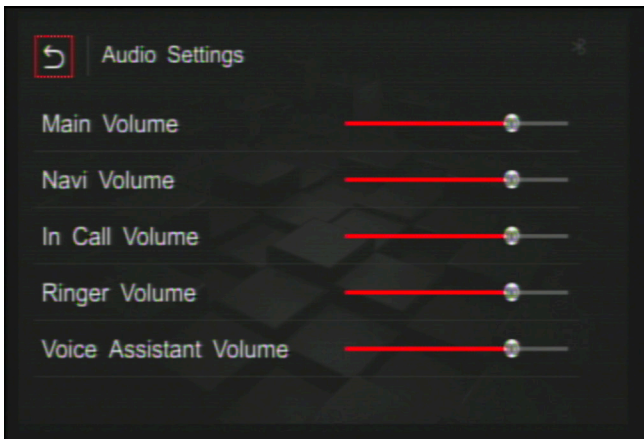 Audio Settings
Main Volume
Navi Volume
In Call Volume
Ringer Volume
Voice Assistant Volume